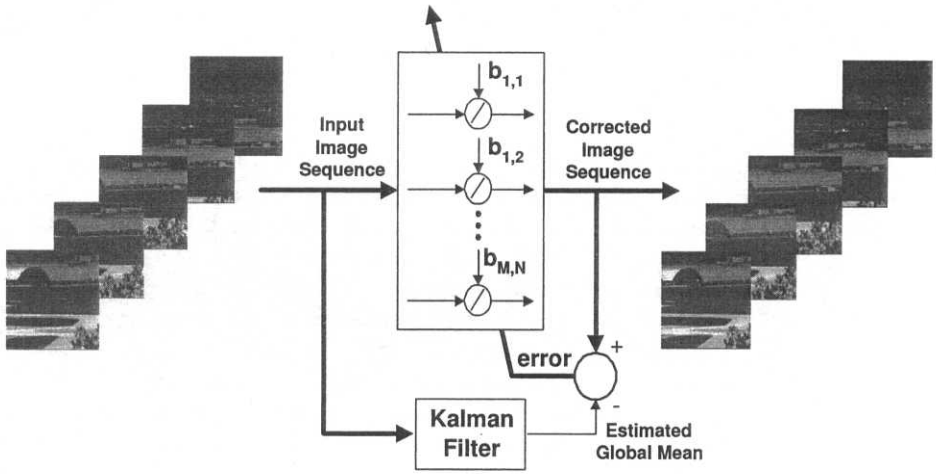 b1,1
Input
Image
Sequence
b1,2
Corrected
Image
Sequence
bM,N
error
+
-
Kalman
Filter
Estimated
Global Mean